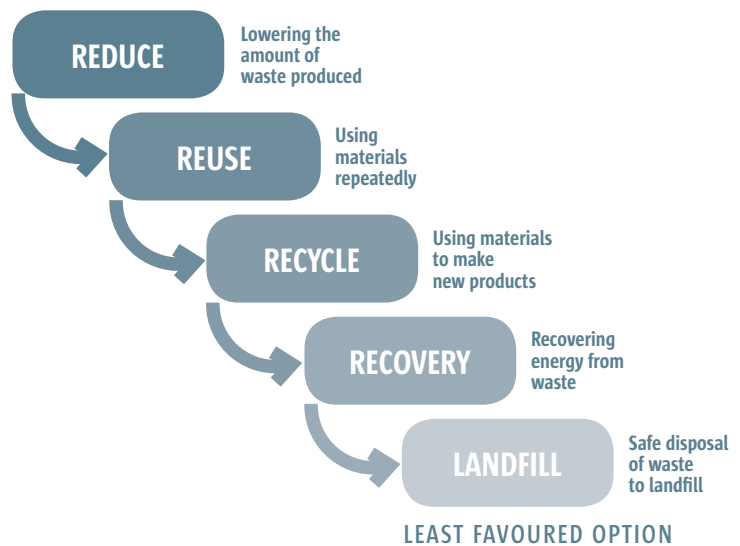 REDUCE
Lowering the
amount of
waste produced
REUSE
Using
materials
repeatedly
RECYCLE
Using materials
to make
new products
RECOVERY
Recovering
energy from
waste
LANDFILL
Safe disposal
of waste
to landfill
LEAST FAVOURED OPTION